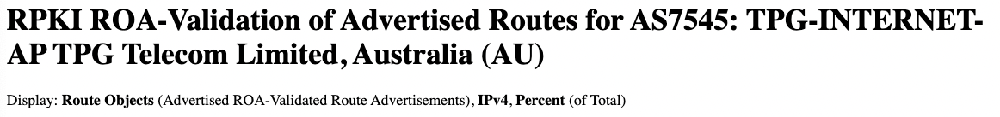 RPKI ROA-Validation of Advertised Routes for AS7545: TPG-INTERNET-
AP TPG Telecom Limited, Australia (AU)
Display: Route Objects (Advertised ROA-Validated Route Advertisements), IPv4, Percent (of Total)